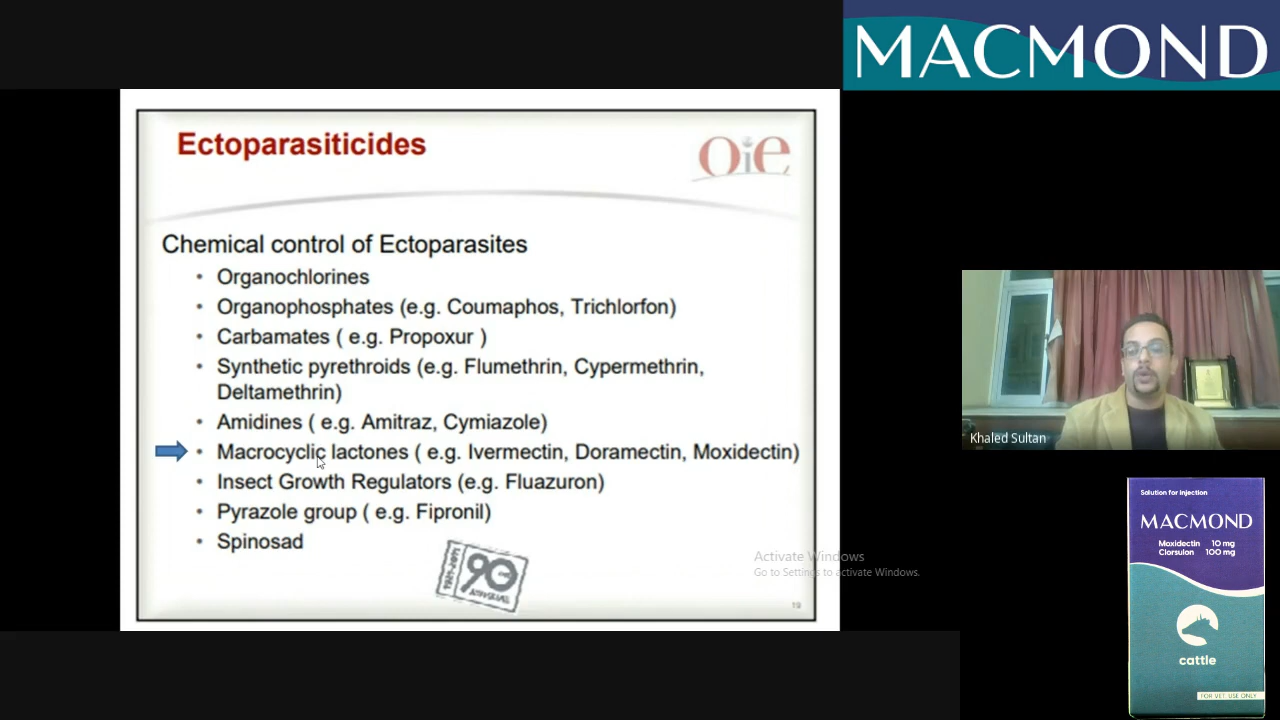 MACMOND
Ectoparasiticides
Oie
Chemical control of Ectoparasites
• Organochlorines
• Organophosphates (e.g. Coumaphos, Trichlorfon)
• Carbamates ( e.g. Propoxur )
• Synthetic pyrethroids (e.g. Flumethrin, Cypermethrin,
Deltamethrin)
• Amidines ( e.g. Amitraz, Cymiazole)
• Macrocyclic lactones ( e.g. Ivermectin, Doramectin, Moxidectin)
• Insect Growth Regulators (e.g. Fluazuron)
• Pyrazole group ( e.g. Fipronil)
• Spinosad
90
19
Activate Windows
Go to Settings to activate Windows.
Khaled Sultan
Solution for injection
MACMOND
Moxidectin 10 mg
Clorsulon 100 mg
cattle
FOR VET. USE ONLY